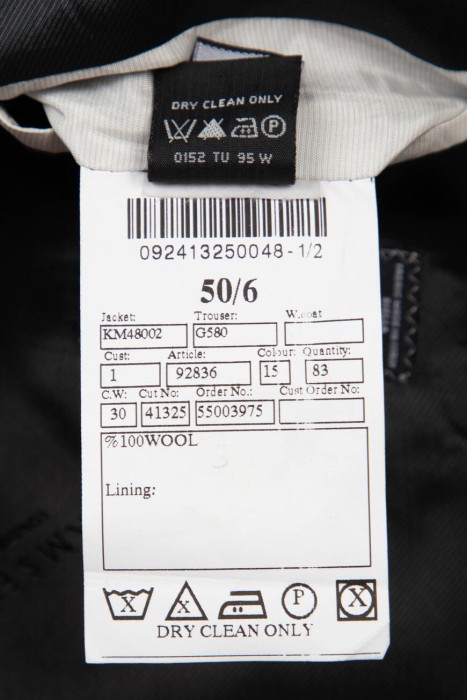 DRY CLEAN ONLY
P
0152 TU 95 W
092413250048-1/2
50/6
Jacket: Trouser: W.coat
KM48002 G580
Cust: Article: Colour: Quantity:
1 92836 15 83
C.W: Cut No: Order No.: Cust Order No:
30 41325 55003975
%100WOOL
Lining:
X X P X
DRY CLEAN ONLY